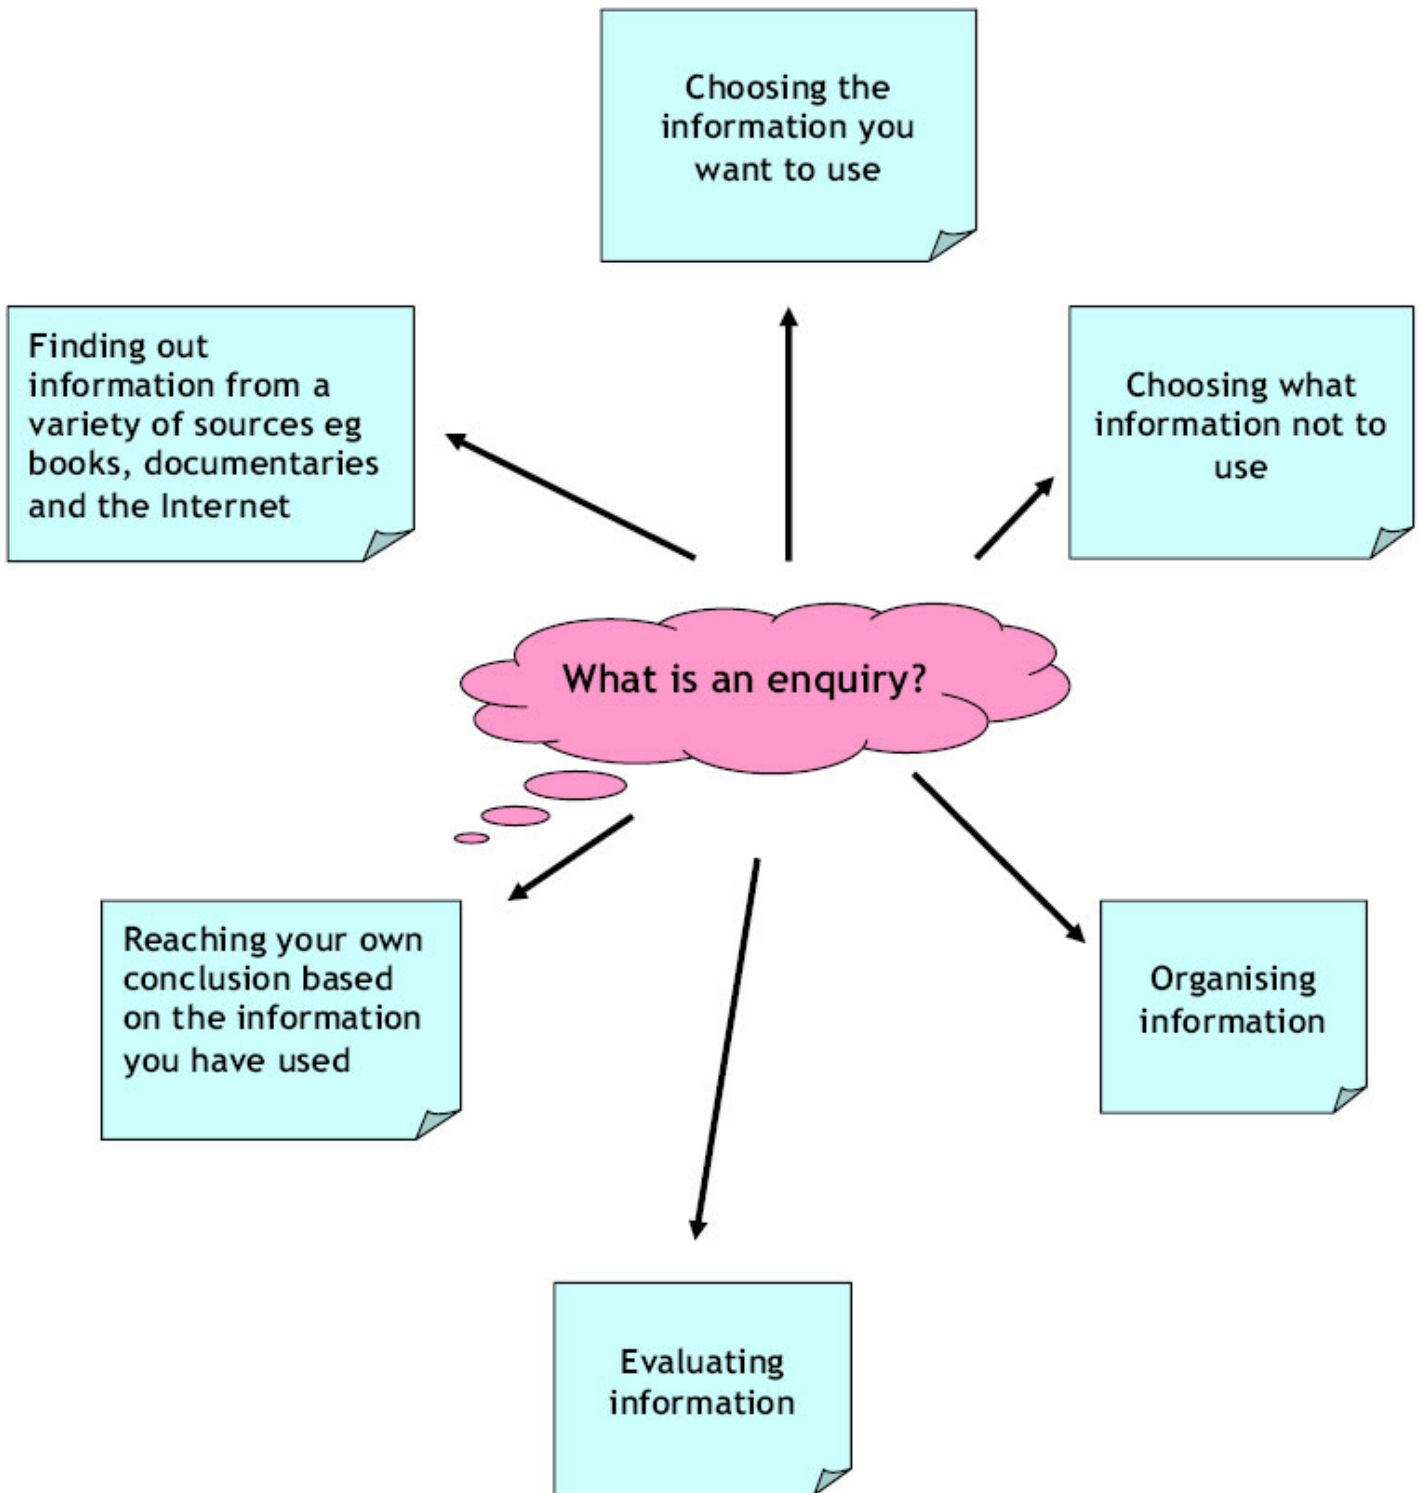 Choosing the
information you
want to use
Finding out
information from a
variety of sources eg
books, documentaries
and the Internet
Choosing what
information not to
use
What is an enquiry?
Reaching your own
conclusion based
on the information
you have used
Organising
information
Evaluating
information